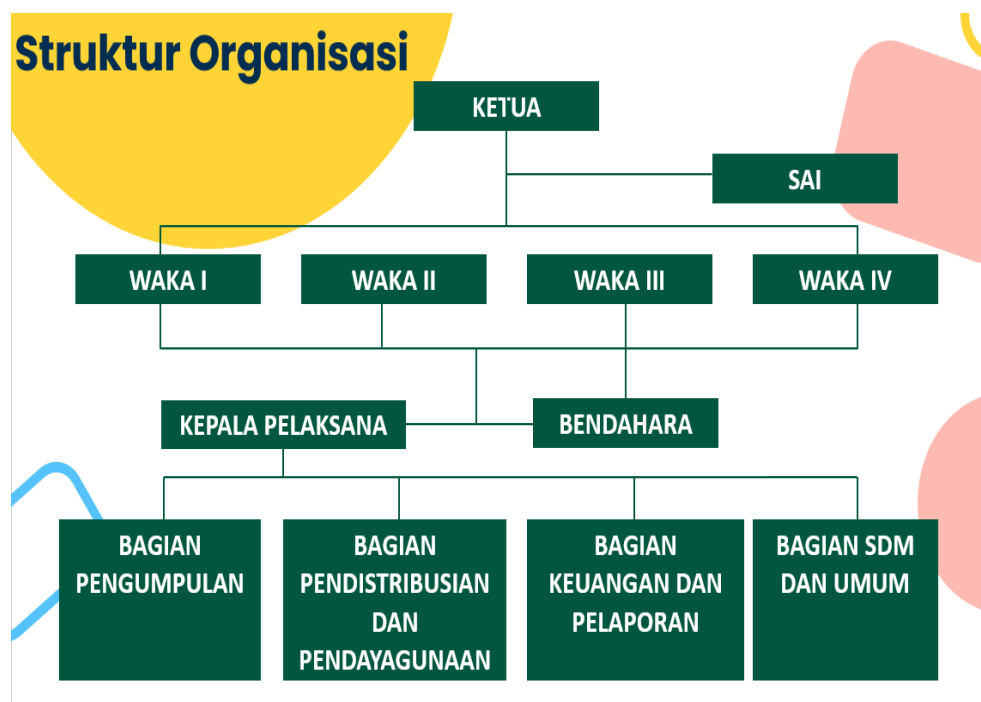 Struktur Organisasi
KETUA
SAI
WAKA I
WAKA II
WAKA III
WAKA IV
KEPALA PELAKSANA
BENDAHARA
BAGIAN
PENGUMPULAN
BAGIAN
PENDISTRIBUSIAN
DAN
PENDAYAGUNAAN
BAGIAN
KEUANGAN DAN
PELAPORAN
BAGIAN SDM
DAN UMUM